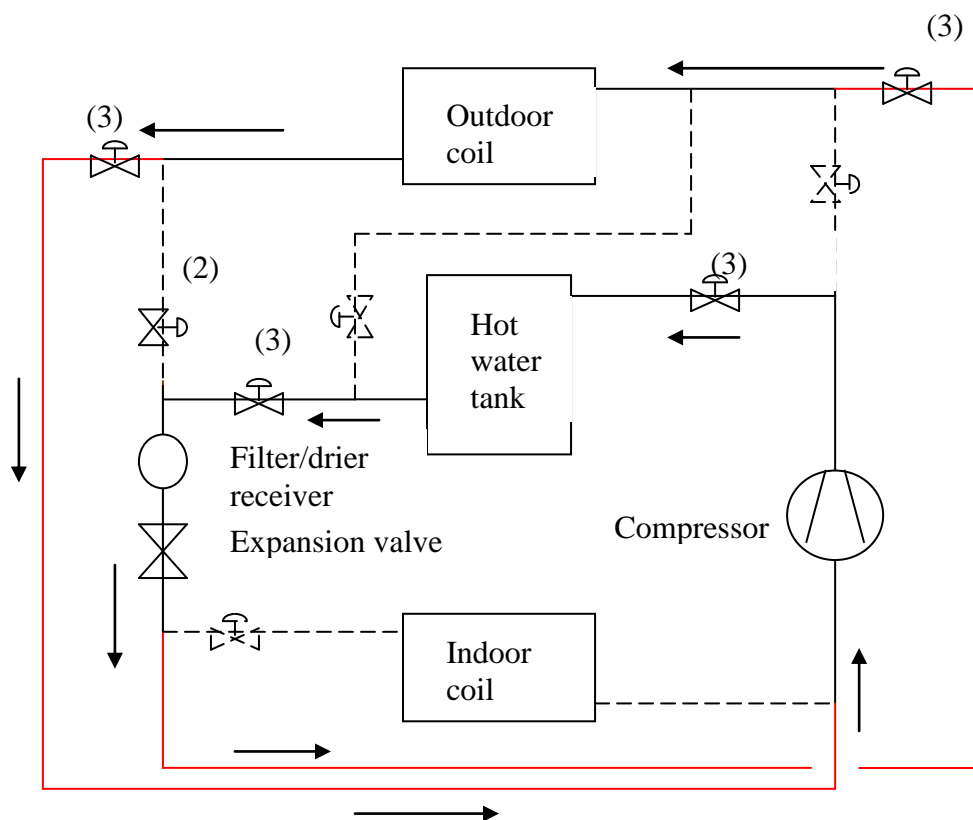 (3)
Outdoor
coil
(3)
(2)
(3)
Hot
water
tank
(3)
Filter/drier
receiver
Compressor
Expansion valve
Indoor
coil